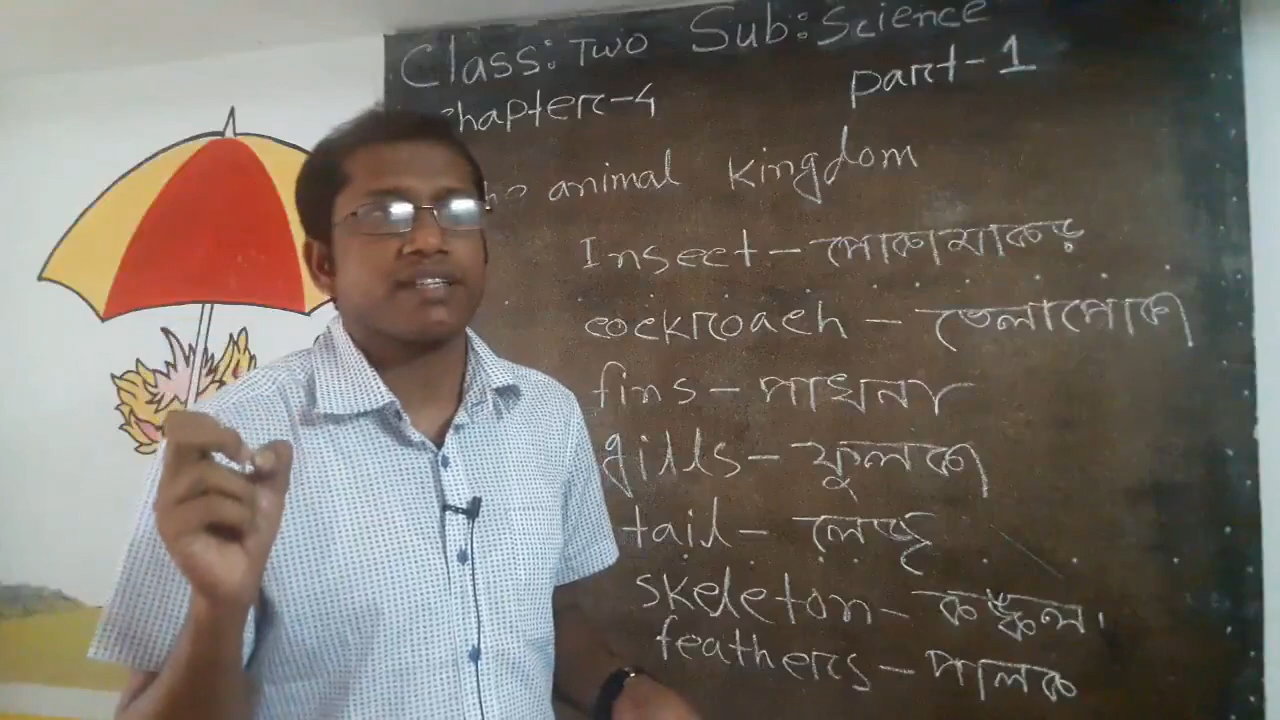 Class: Two Sub: Science
chapter-4 part-1
animal Kingdom
Insect - পোকামাকড়
cockroach - তেলাপোকা
fins - পাখনা
gills - ফুলকা
tail - লেজ
skeleton - কঙ্কাল
feathers - পালক